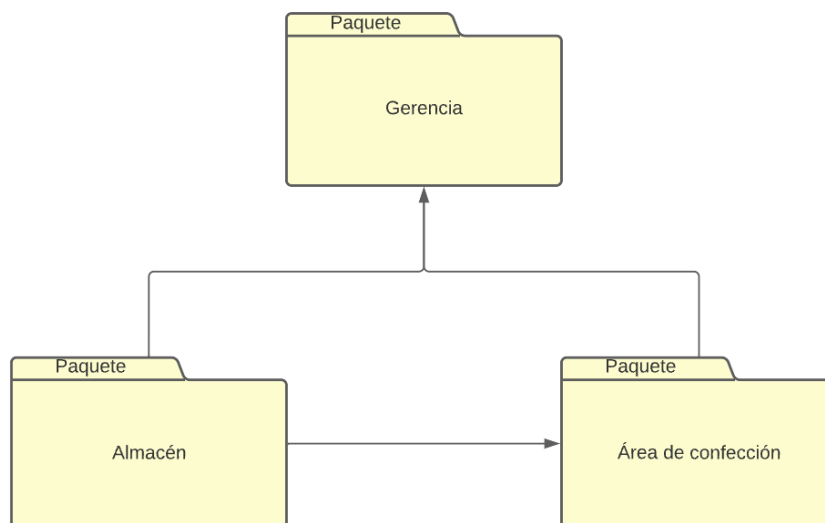 Paquete
Gerencia
Paquete
Paquete
Almacén
Área de confección